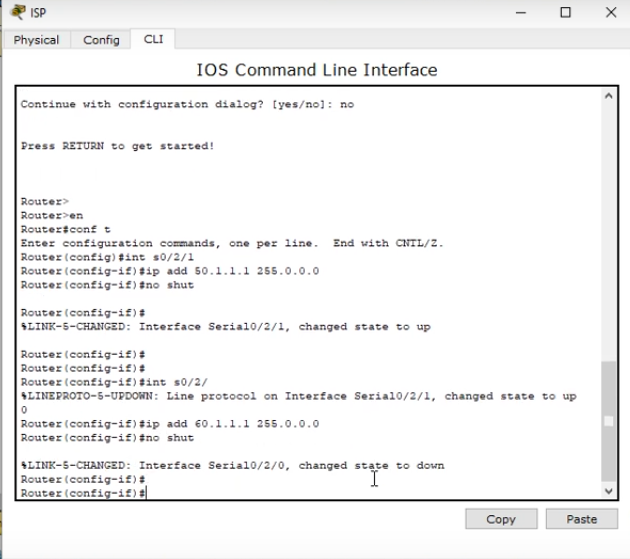 ISP
Physical Config CLI
IOS Command Line Interface
Continue with configuration dialog? [yes/no]: no
Press RETURN to get started!
Router>
Router>en
Router#conf t
Enter configuration commands, one per line. End with CNTL/Z.
Router(config)#int s0/2/1
Router(config-if)#ip add 50.1.1.1 255.0.0.0
Router(config-if)#no shut
Router(config-if)#
%LINK-5-CHANGED: Interface Serial0/2/1, changed state to up
Router(config-if)#
Router(config-if)#
Router(config-if)#int s0/2/
%LINEPROTO-5-UPDOWN: Line protocol on Interface Serial0/2/1, changed state to up
0
Router(config-if)#ip add 60.1.1.1 255.0.0.0
Router(config-if)#no shut
%LINK-5-CHANGED: Interface Serial0/2/0, changed state to down
Router(config-if)#
Router(config-if)#
Copy Paste